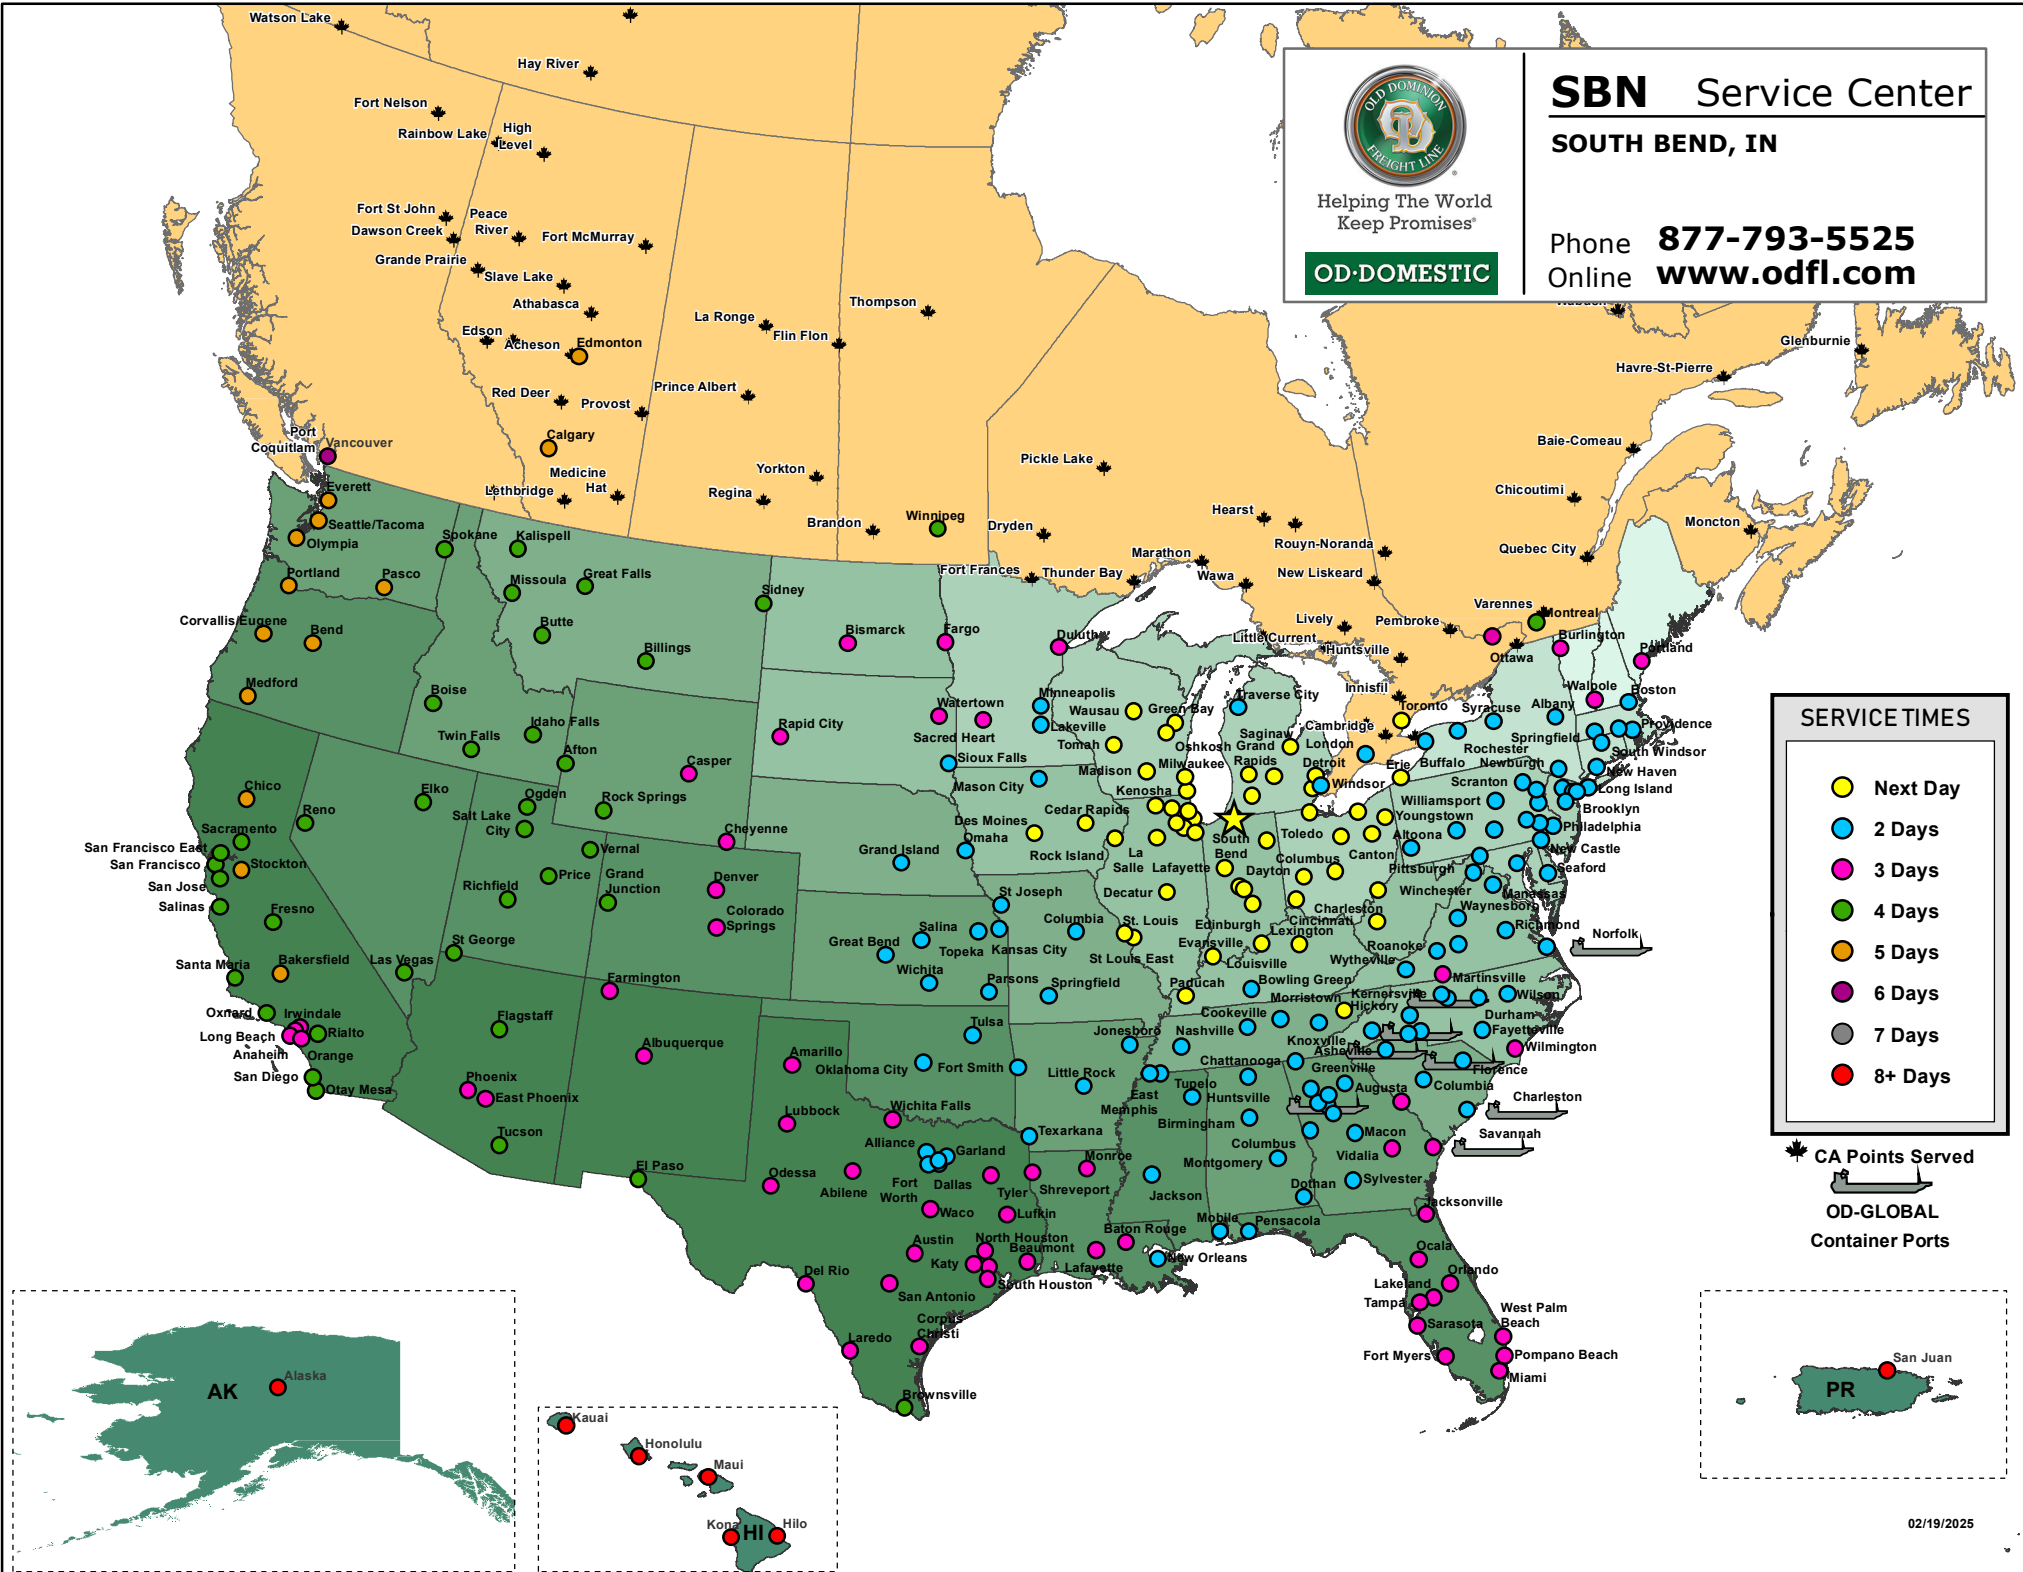 Watson Lake
Hay River
Fort Nelson
Rainbow Lake
High
Level
Fort St John
Dawson Creek
Peace
River
Fort McMurray
Grande Prairie
Slave Lake
Athabasca
Edson
Acheson
Edmonton
Red Deer
Provost
Calgary
Medicine
Hat
Lethbridge
Port
Coquitlam
Vancouver
La Ronge
Flin Flon
Thompson
Prince Albert
Yorkton
Regina
Brandon
Winnipeg
Pickle Lake
Dryden
Fort Frances
Thunder Bay
Marathon
Wawa
Hearst
Rouyn-Noranda
New Liskeard
Lively
Little Current
Pembroke
Huntsville
Innisfil
Toronto
Cambridge
London
Windsor
Varennes
Montreal
Ottawa
Quebec City
Chicoutimi
Baie-Comeau
Havre-St-Pierre
Glenburnie
Moncton
OLD DOMINION
FREIGHT LINE
Helping The World
Keep Promises®
OD·DOMESTIC
SBN Service Center
SOUTH BEND, IN
Phone 877-793-5525
Online www.odfl.com
Everett
Seattle/Tacoma
Olympia
Spokane
Kalispell
Portland
Pasco
Missoula
Great Falls
Sidney
Corvallis/Eugene
Bend
Butte
Billings
Medford
Boise
Idaho Falls
Twin Falls
Afton
Casper
Bismarck
Fargo
Duluth
Rapid City
Watertown
Sacred Heart
Minneapolis
Lakeville
Sioux Falls
Wausau
Green Bay
Tomah
Oshkosh
Madison
Milwaukee
Kenosha
Mason City
Cedar Rapids
Des Moines
Omaha
Rock Island
La
Salle
Grand Island
Traverse City
Saginaw
Grand
Rapids
Detroit
South
Bend
Toledo
Lafayette
Decatur
Dayton
Columbus
Canton
Youngstown
Erie
Buffalo
Rochester
Syracuse
Albany
Burlington
Portland
Walpole
Boston
Providence
Springfield
South Windsor
New Haven
Newburgh
Long Island
Brooklyn
Scranton
Williamsport
Altoona
Philadelphia
New Castle
Seaford
Pittsburgh
Winchester
Manassas
Waynesboro
Richmond
Norfolk
Charleston
Cincinnati
Lexington
Edinburgh
Evansville
Louisville
Roanoke
Wytheville
Martinsville
Chico
Reno
Elko
Ogden
Salt Lake
City
Rock Springs
Cheyenne
Sacramento
San Francisco East
San Francisco
Stockton
San Jose
Salinas
Fresno
Vernal
Price
Grand
Junction
Richfield
Denver
Colorado
Springs
St George
Las Vegas
Santa Maria
Bakersfield
Oxnard
Irwindale
Rialto
Long Beach
Anaheim
Orange
San Diego
Otay Mesa
Farmington
Flagstaff
Albuquerque
Phoenix
East Phoenix
Tucson
El Paso
St Joseph
Salina
Topeka
Kansas City
Columbia
Great Bend
Wichita
Parsons
Springfield
St. Louis
St Louis East
Paducah
Bowling Green
Morristown
Kernersville
Hickory
Wilson
Durham
Fayetteville
Wilmington
Cookeville
Nashville
Knoxville
Asheville
Jonesboro
Tulsa
Oklahoma City
Fort Smith
Little Rock
Chattanooga
Greenville
Florence
Columbia
Augusta
Charleston
Savannah
Amarillo
Lubbock
Wichita Falls
Texarkana
East
Memphis
Tupelo
Huntsville
Birmingham
Columbus
Macon
Montgomery
Vidalia
Sylvester
Dothan
Alliance
Garland
Fort
Worth
Dallas
Odessa
Abilene
Tyler
Shreveport
Monroe
Jackson
Waco
Lufkin
Austin
North Houston
Beaumont
Katy
South Houston
Baton Rouge
Lafayette
New Orleans
Mobile
Pensacola
Del Rio
San Antonio
Corpus
Christi
Laredo
Brownsville
Jacksonville
Ocala
Orlando
Lakeland
Tampa
Sarasota
West Palm
Beach
Fort Myers
Pompano Beach
Miami
SERVICE TIMES
Next Day
2 Days
3 Days
4 Days
5 Days
6 Days
7 Days
8+ Days
CA Points Served
OD-GLOBAL
Container Ports
AK
Alaska
Kauai
Honolulu
Maui
Kona
HI
Hilo
San Juan
PR
02/19/2025